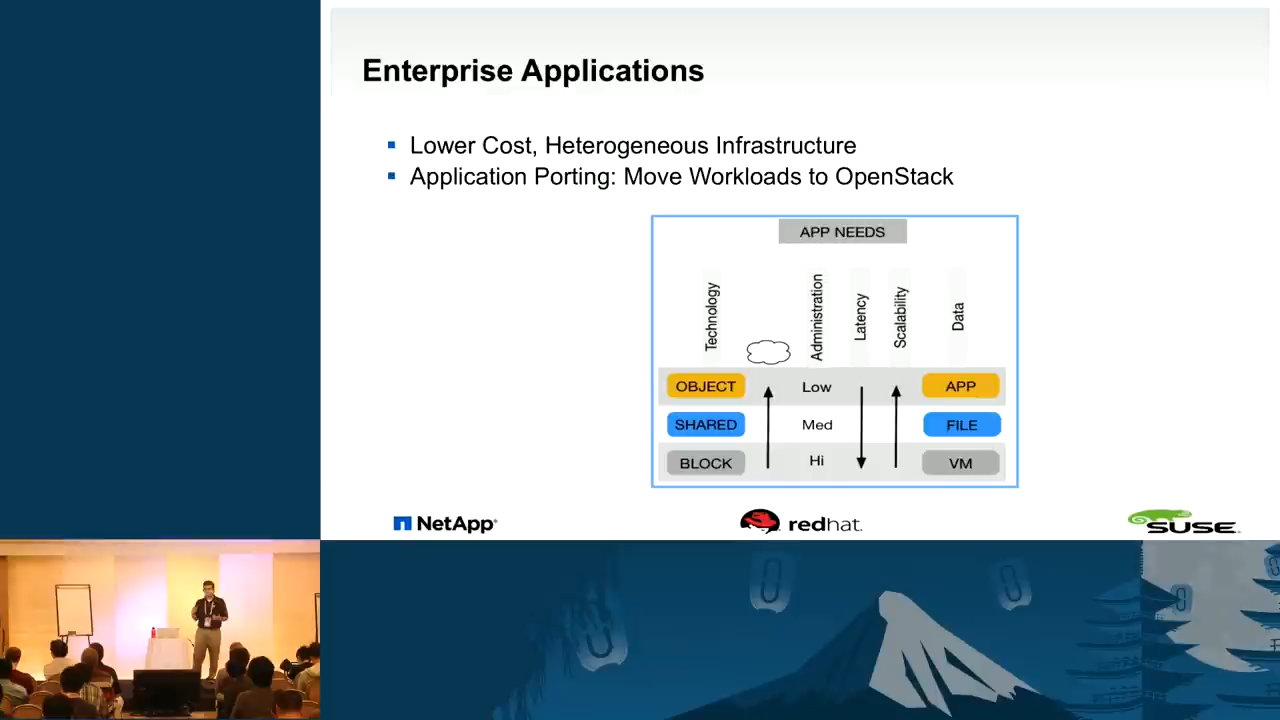 Enterprise Applications
Lower Cost, Heterogeneous Infrastructure
Application Porting: Move Workloads to OpenStack
APP NEEDS
Technology
Administration
Latency
Scalability
Data
OBJECT Low APP
SHARED Med FILE
BLOCK Hi VM
NetApp
redhat.
SUSE